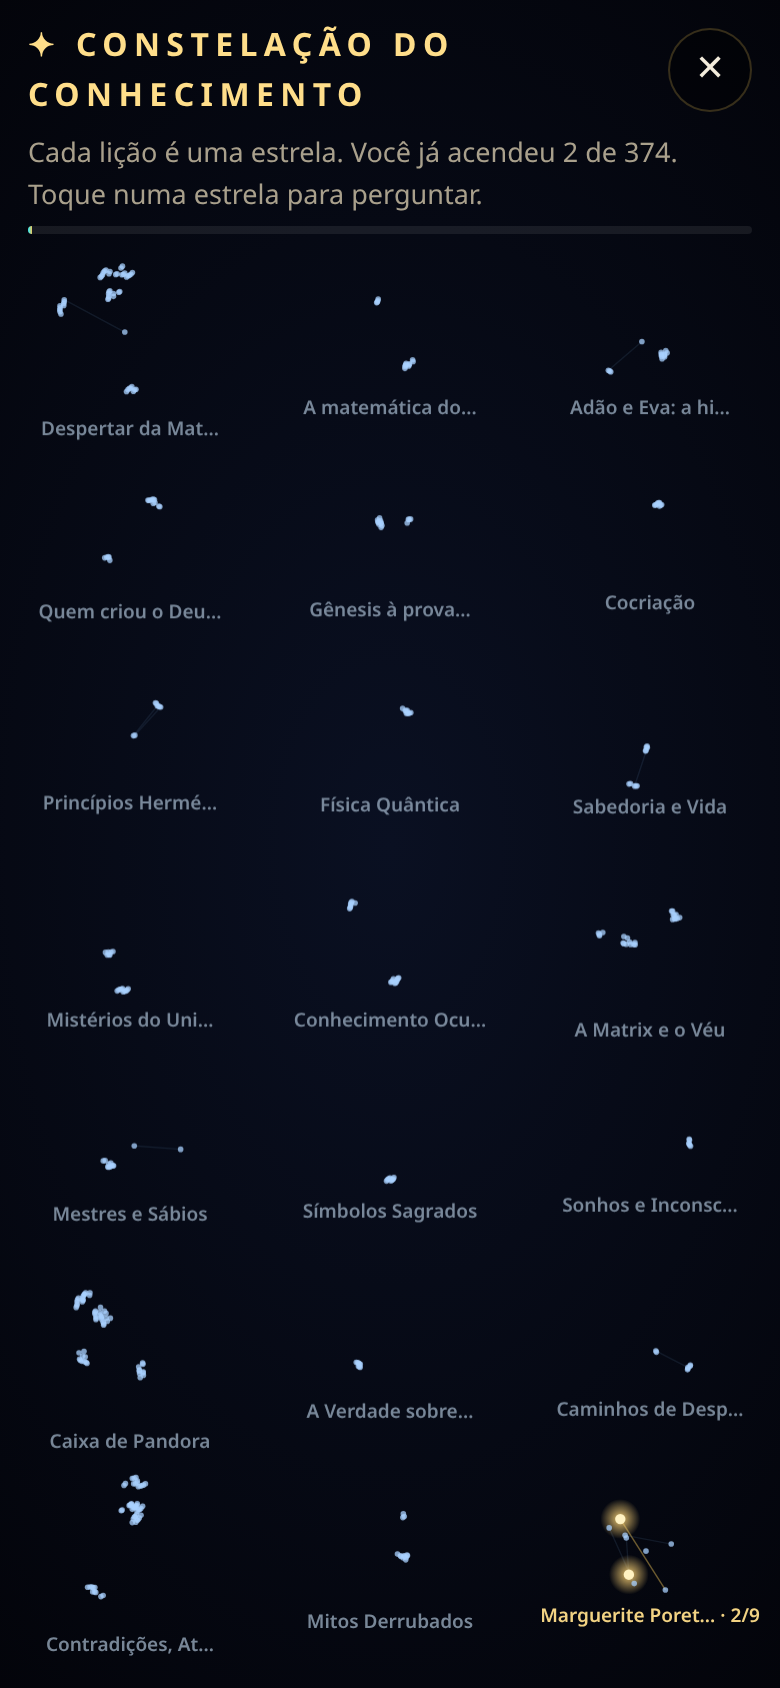 ✦ CONSTELAÇÃO DO
CONHECIMENTO
✕
Cada lição é uma estrela. Você já acendeu 2 de 374.
Toque numa estrela para perguntar.
Despertar da Mat...
A matemática do...
Adão e Eva: a hi...
Quem criou o Deu...
Gênesis à prova...
Cocriação
Princípios Hermé...
Física Quântica
Sabedoria e Vida
Mistérios do Uni...
Conhecimento Ocu...
A Matrix e o Véu
Mestres e Sábios
Símbolos Sagrados
Sonhos e Inconsc...
Caixa de Pandora
A Verdade sobre...
Caminhos de Desp...
Contradições, At...
Mitos Derrubados
Marguerite Poret... · 2/9